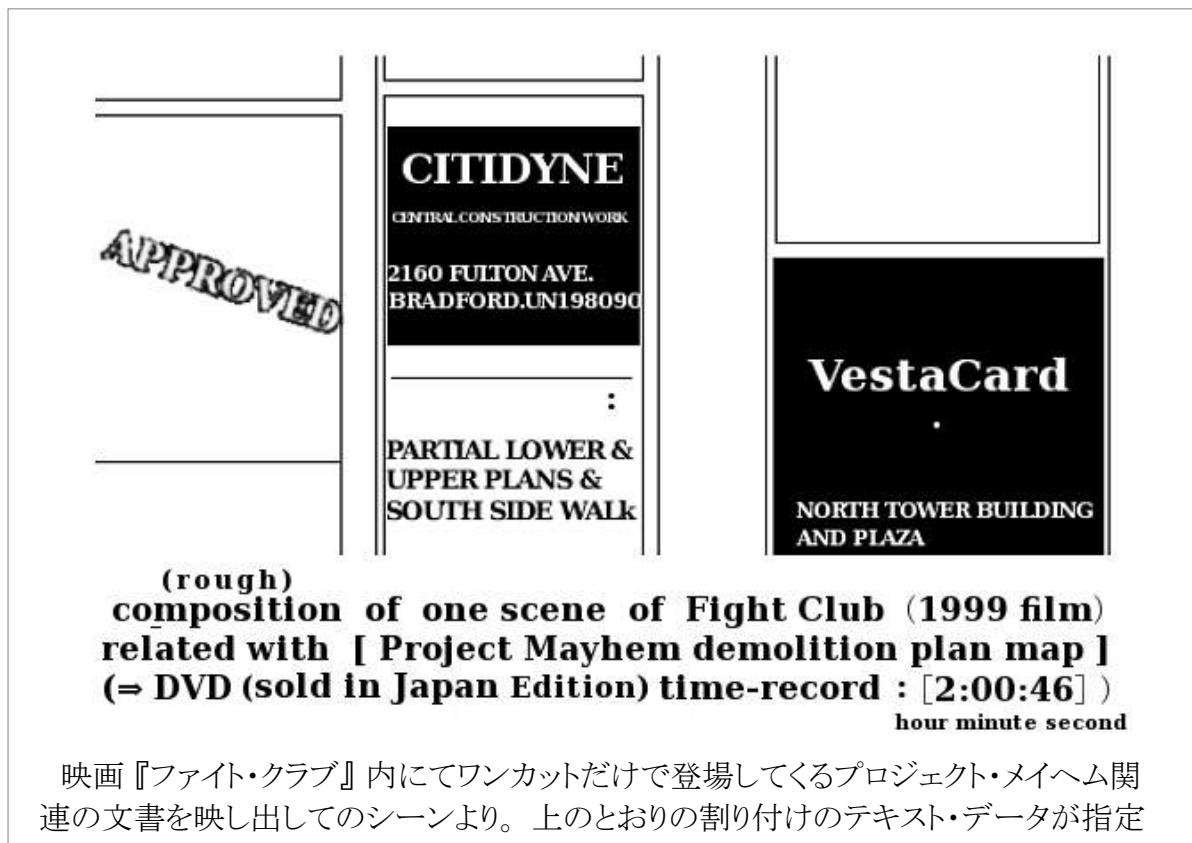 APPROVED
CITIDYNE
CENTRAL CONSTRUCTION WORK
2160 FULTON AVE.
BRADFORD.UN198090
:
PARTIAL LOWER &
UPPER PLANS &
SOUTH SIDE WALk
VestaCard
.
NORTH TOWER BUILDING
AND PLAZA
(rough)
composition of one scene of Fight Club (1999 film)
related with [ Project Mayhem demolition plan map ]
(⇒ DVD (sold in Japan Edition) time-record : [2:00:46] )
hour minute second
映画『ファイト・クラブ』内にてワンカットだけで登場してくるプロジェクト・メイヘム関
連の文書を映し出してのシーンより。上のとおりの割り付けのテキスト・データが指定